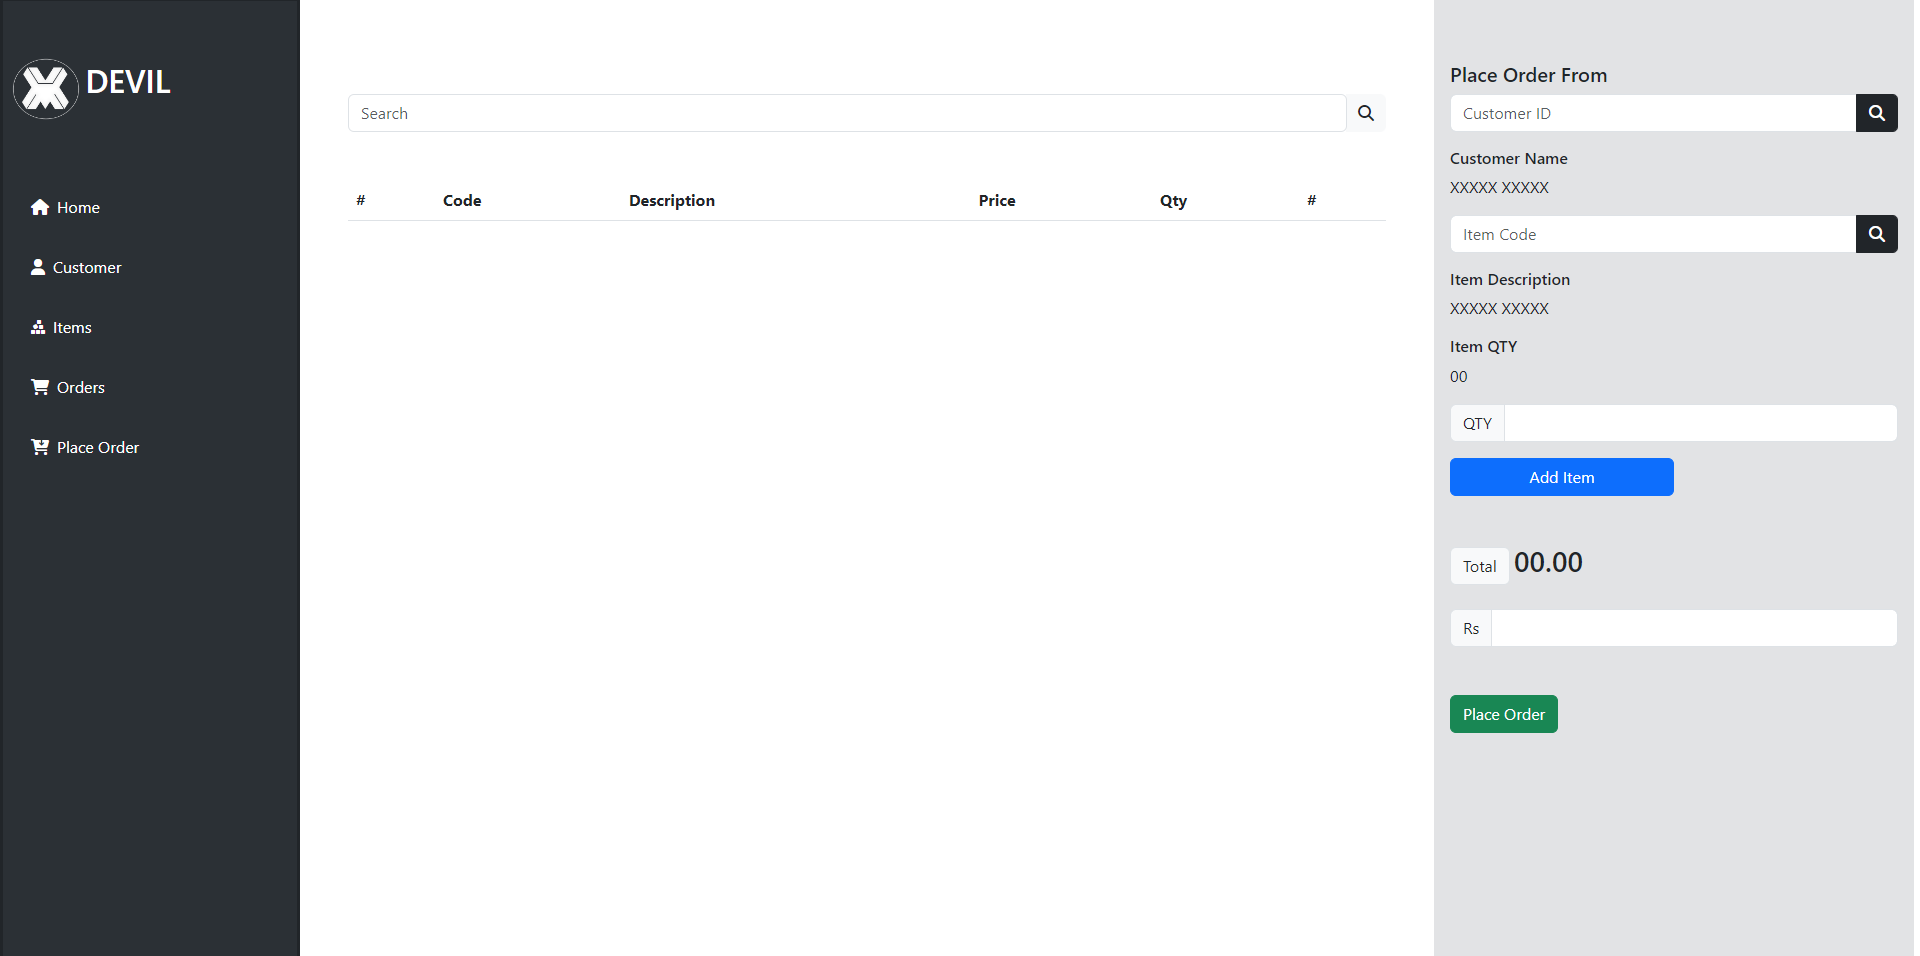 DEVIL
Home
Customer
Items
Orders
Place Order
Search
# Code Description Price Qty #
Place Order From
Customer ID
Customer Name
XXXXX XXXXX
Item Code
Item Description
XXXXX XXXXX
Item QTY
00
QTY
Add Item
Total 00.00
Rs
Place Order